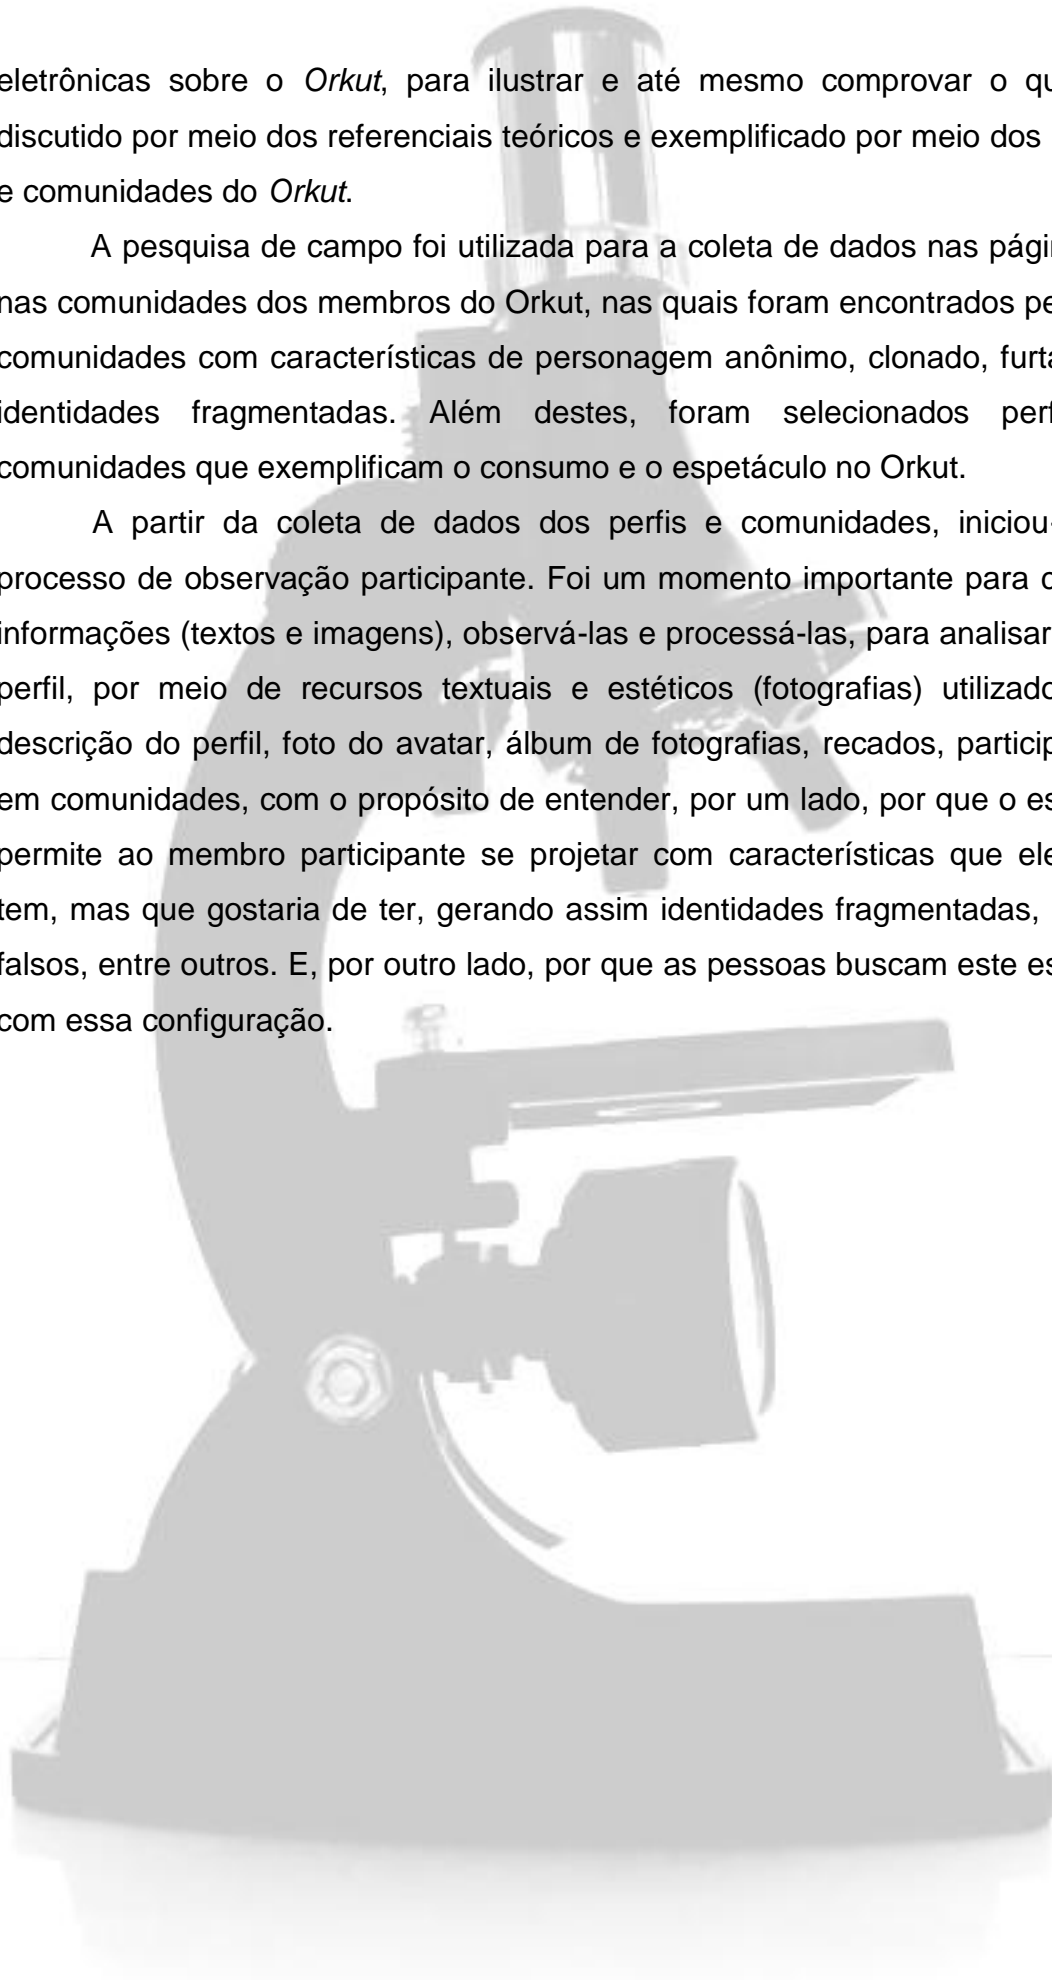 eletrônicas sobre o Orkut, para ilustrar e até mesmo comprovar o qu
discutido por meio dos referenciais teóricos e exemplificado por meio dos
e comunidades do Orkut.
A pesquisa de campo foi utilizada para a coleta de dados nas págin
nas comunidades dos membros do Orkut, nas quais foram encontrados pe
comunidades com características de personagem anônimo, clonado, furta
identidades fragmentadas. Além destes, foram selecionados perf
comunidades que exemplificam o consumo e o espetáculo no Orkut.
A partir da coleta de dados dos perfis e comunidades, iniciou-
processo de observação participante. Foi um momento importante para c
informações (textos e imagens), observá-las e processá-las, para analisar
perfil, por meio de recursos textuais e estéticos (fotografias) utilizado
descrição do perfil, foto do avatar, álbum de fotografias, recados, particip
em comunidades, com o propósito de entender, por um lado, por que o es
permite ao membro participante se projetar com características que ele
tem, mas que gostaria de ter, gerando assim identidades fragmentadas,
falsos, entre outros. E, por outro lado, por que as pessoas buscam este es
com essa configuração.